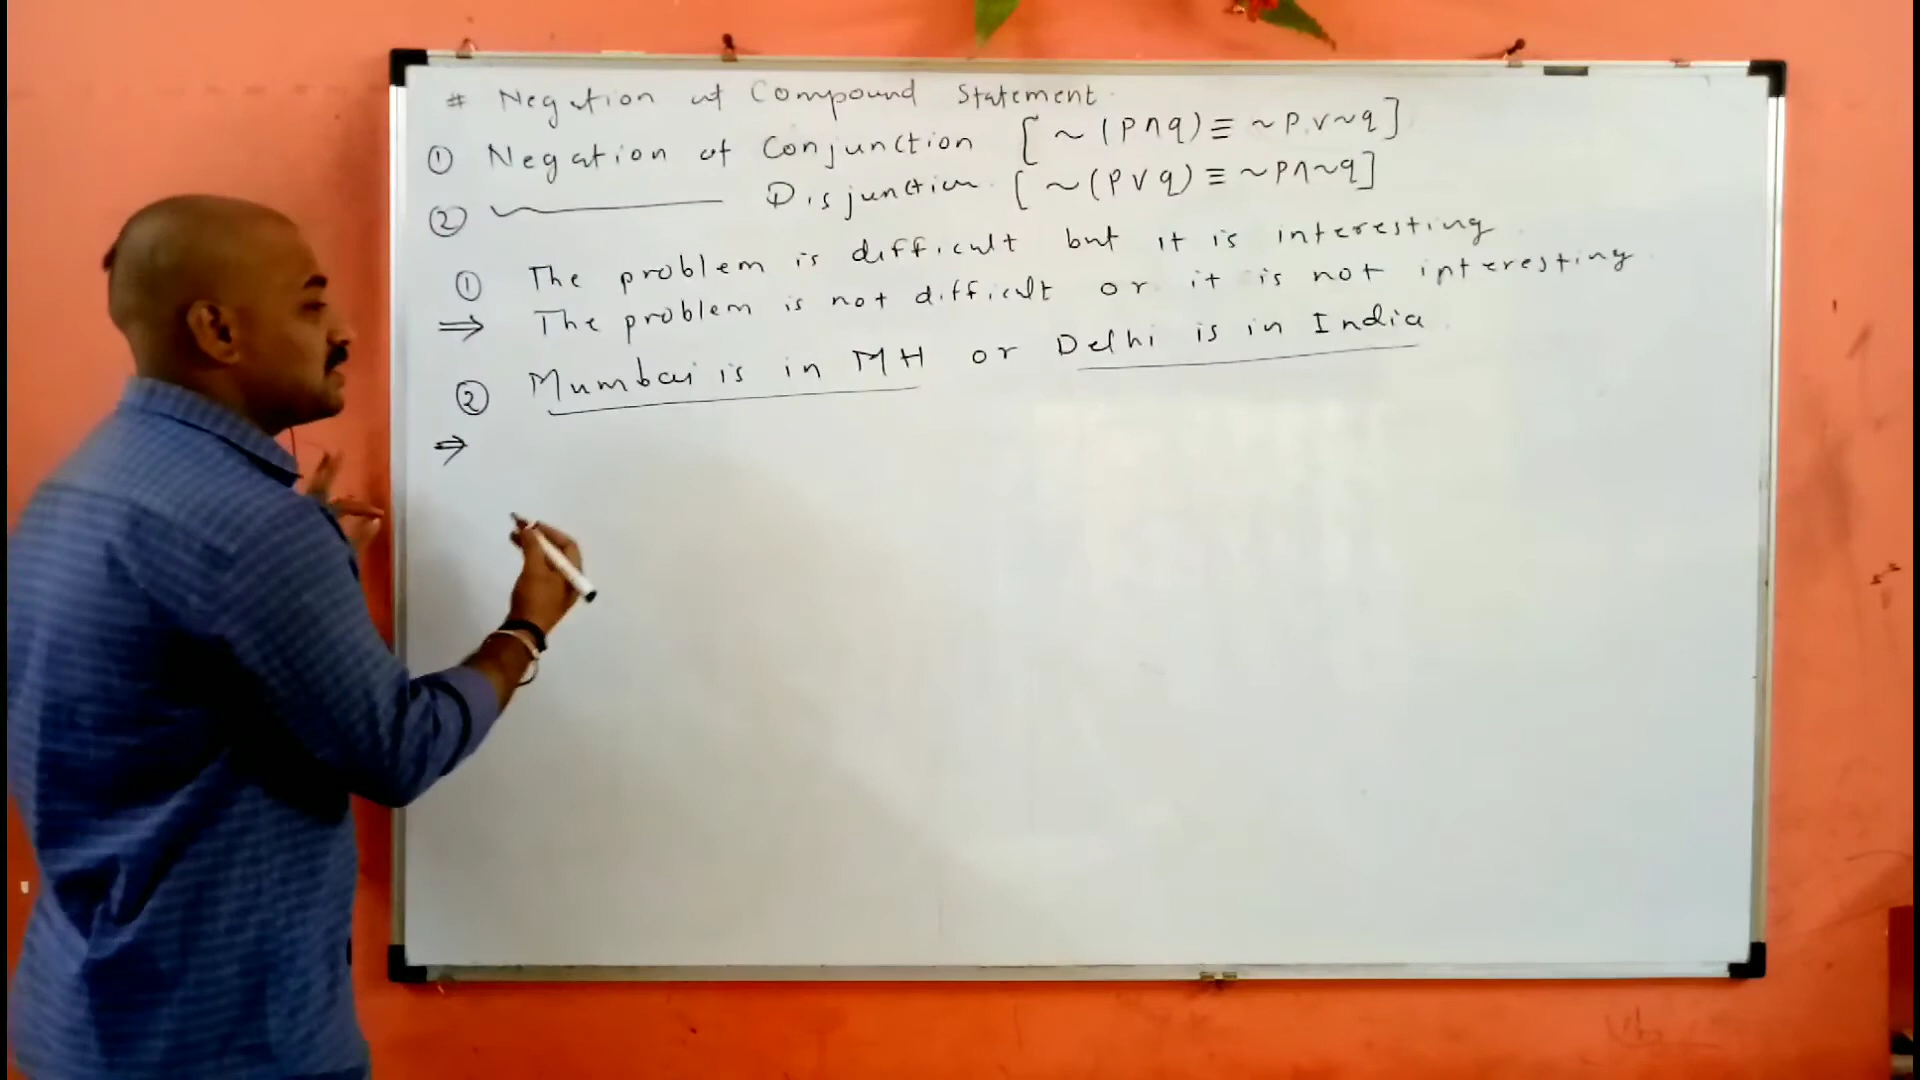 # Negation of Compound Statement.
① Negation of Conjunction [~(P∧q)≡~P∨~q]
② Disjunction. [~(P∨q)≡~P∧~q]
① The problem is difficult but it is interesting.
⇒ The problem is not difficult or it is not interesting.
② Mumbai is in MH or Delhi is in India.
⇒